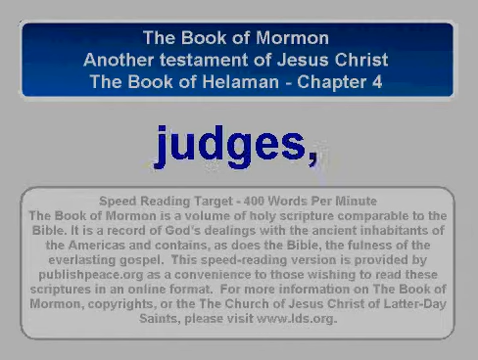 The Book of Mormon
Another testament of Jesus Christ
The Book of Helaman - Chapter 4
judges,
Speed Reading Target - 400 Words Per Minute
The Book of Mormon is a volume of holy scripture comparable to the
Bible. It is a record of God's dealings with the ancient inhabitants of
the Americas and contains, as does the Bible, the fulness of the
everlasting gospel. This speed-reading version is provided by
publishpeace.org as a convenience to those wishing to read these
scriptures in an online format. For more information on The Book of
Mormon, copyrights, or the The Church of Jesus Christ of Latter-Day
Saints, please visit www.lds.org.